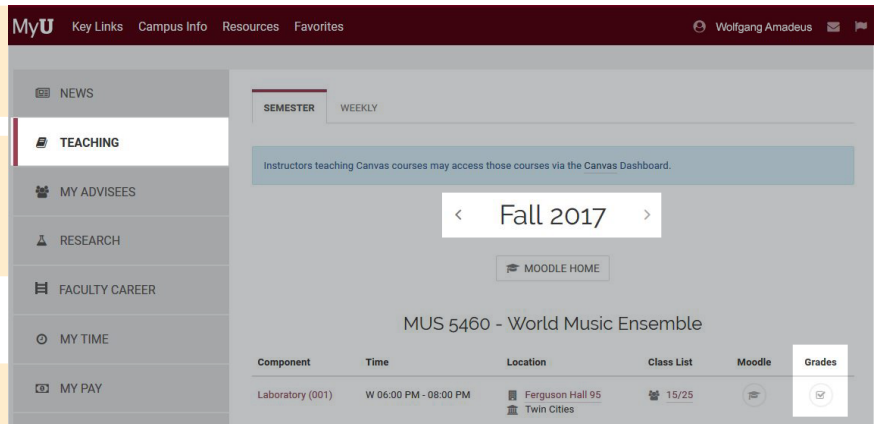 MyU Key Links Campus Info Resources Favorites Wolfgang Amadeus
NEWS
TEACHING
MY ADVISEES
RESEARCH
FACULTY CAREER
MY TIME
MY PAY
SEMESTER WEEKLY
Instructors teaching Canvas courses may access those courses via the Canvas Dashboard.
< Fall 2017 >
MOODLE HOME
MUS 5460 - World Music Ensemble
Component Time Location Class List Moodle Grades
Laboratory (001) W 06:00 PM - 08:00 PM Ferguson Hall 95 15/25
Twin Cities